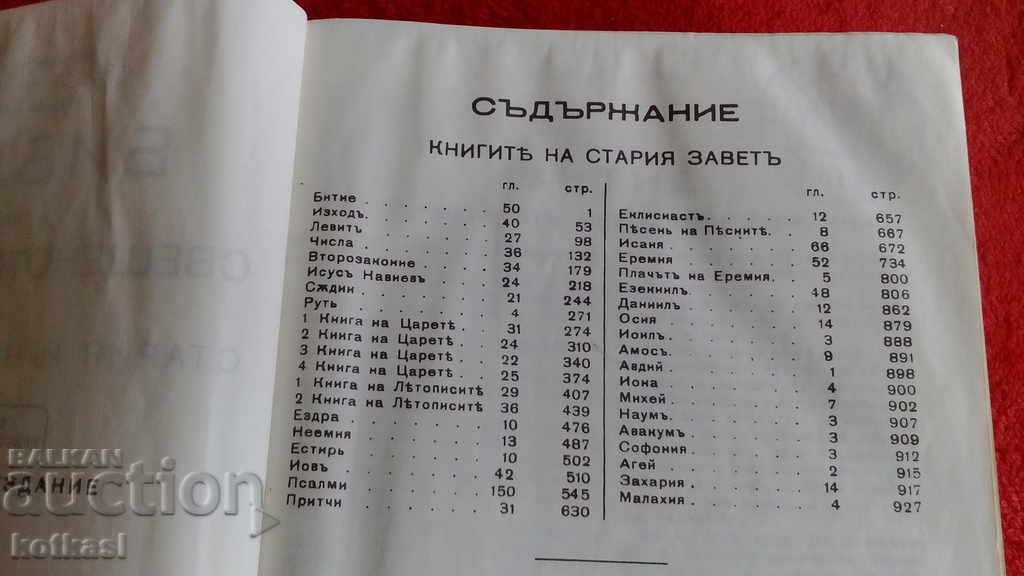 СЪДЪРЖАНИЕ
КНИГИТѢ НА СТАРИЯ ЗАВЕТЪ
гл. стр.
Битие 50 1
Изходъ 40 53
Левитъ 27 98
Числа 36 132
Второзаконие 34 179
Исусъ Навиевъ 24 218
Сѫдии 21 244
Руть 4 271
1 Книга на Царетѣ 31 274
2 Книга на Царетѣ 24 310
3 Книга на Царетѣ 22 340
4 Книга на Царетѣ 25 374
1 Книга на Лѣтописитѣ 29 407
2 Книга на Лѣтописитѣ 36 439
Ездра 10 476
Неемия 13 487
Естирь 10 502
Иовъ 42 510
Псалми 150 545
Притчи 31 630
гл. стр.
Еклисиастъ 12 657
Пѣсень на Пѣснитѣ 8 667
Исаия 66 672
Еремия 52 734
Плачътъ на Еремия 5 800
Езекиилъ 48 806
Даниилъ 12 862
Осия 14 879
Иоилъ 3 888
Амосъ 9 891
Авдий 1 898
Иона 4 900
Михей 7 902
Наумъ 3 907
Авакумъ 3 909
Софония 3 912
Агей 2 915
Захария 14 917
Малахия 4 927
BALKAN
auction
kotkasl